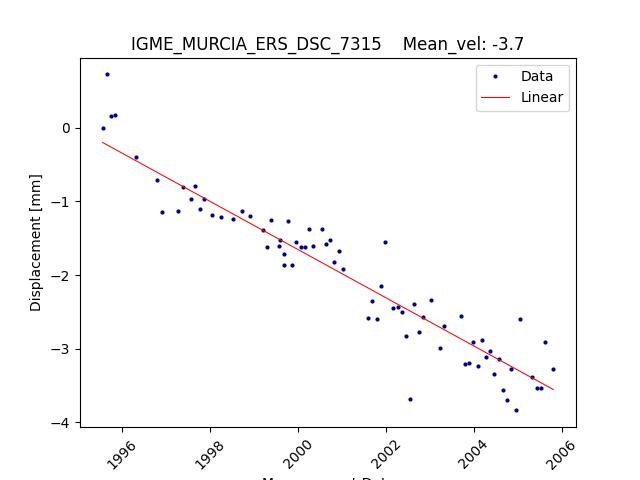 IGME_MURCIA_ERS_DSC_7315 Mean_vel: -3.7
Data
Linear
Displacement [mm]
0
−1
−2
−3
−4
1996
1998
2000
2002
2004
2006